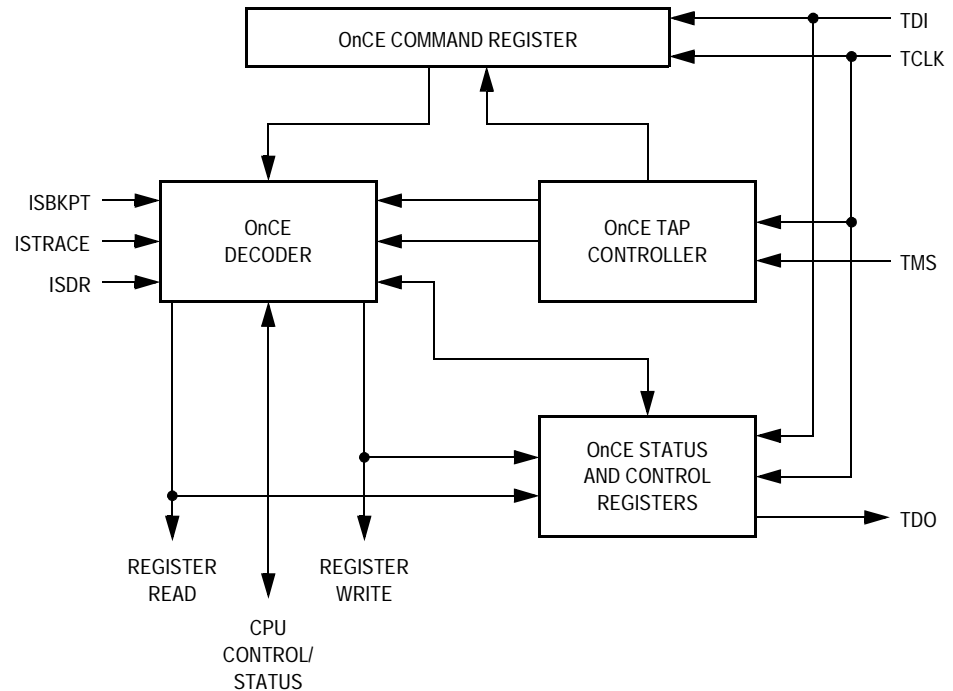 OnCE COMMAND REGISTER
TDI
TCLK
ISBKPT
ISTRACE
ISDR
OnCE
DECODER
OnCE TAP
CONTROLLER
TMS
OnCE STATUS
AND CONTROL
REGISTERS
TDO
REGISTER
READ
REGISTER
WRITE
CPU
CONTROL/
STATUS